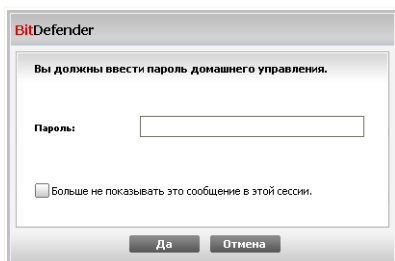 BitDefender
Вы должны ввести пароль домашнего управления.
Пароль:
Больше не показывать это сообщение в этой сессии.
Да Отмена